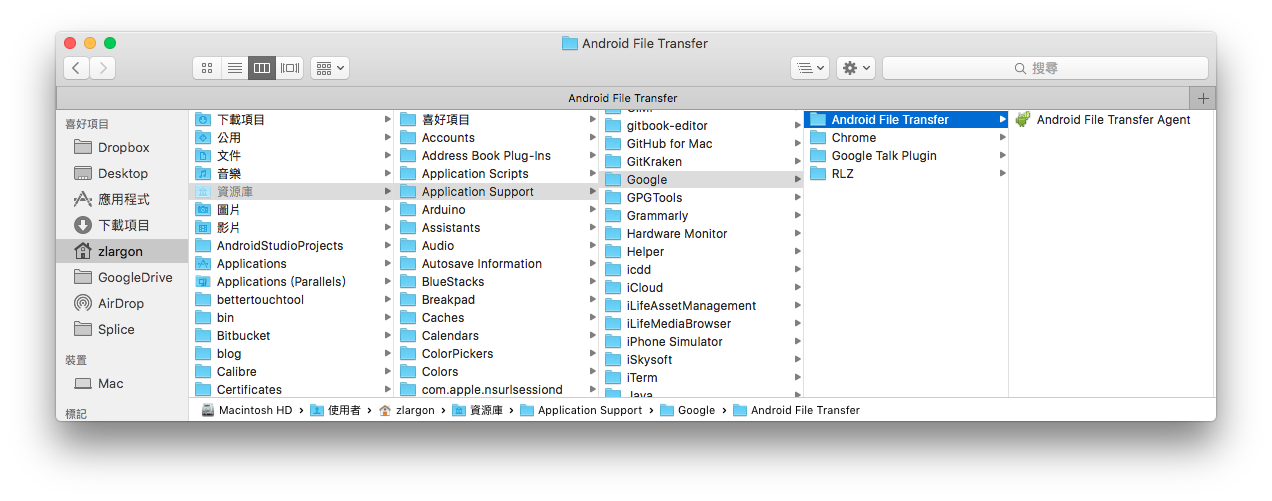 Android File Transfer
搜尋
Android File Transfer
喜好項目
Dropbox
Desktop
應用程式
下載項目
zlargon
GoogleDrive
AirDrop
Splice
裝置
Mac
標記
下載項目
公用
文件
音樂
資源庫
圖片
影片
AndroidStudioProjects
Applications
Applications (Parallels)
bettertouchtool
bin
Bitbucket
blog
Calibre
Certificates
喜好項目
Accounts
Address Book Plug-Ins
Application Scripts
Application Support
Arduino
Assistants
Audio
Autosave Information
BlueStacks
Breakpad
Caches
Calendars
ColorPickers
Colors
com.apple.nsurlsessiond
gitbook-editor
GitHub for Mac
GitKraken
Google
GPGTools
Grammarly
Hardware Monitor
Helper
icdd
iCloud
iLifeAssetManagement
iLifeMediaBrowser
iPhone Simulator
iSkysoft
iTerm
Java
Android File Transfer
Chrome
Google Talk Plugin
RLZ
Android File Transfer Agent
Macintosh HD › 使用者 › zlargon › 資源庫 › Application Support › Google › Android File Transfer